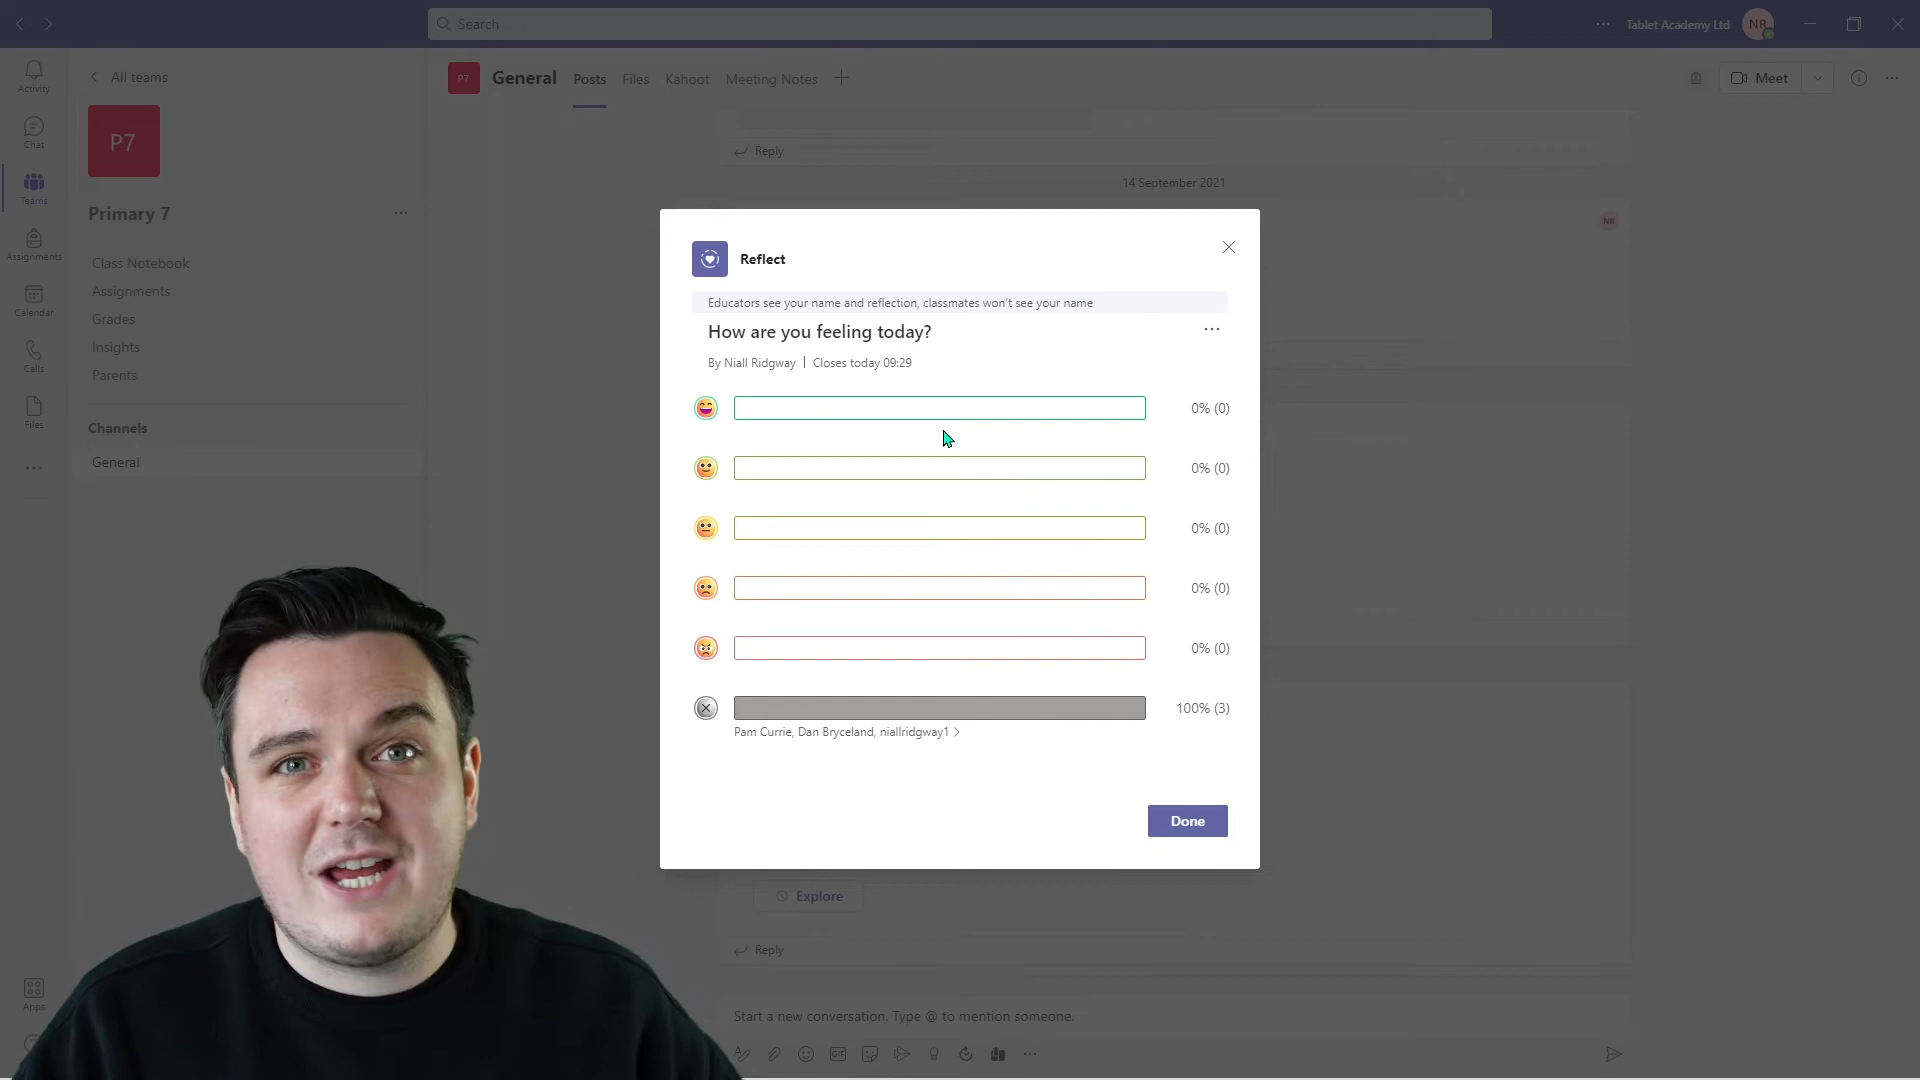 Search
Tablet Academy Ltd
NR
Activity
Chat
Teams
Assignments
Calendar
Calls
Files
Apps
All teams
P7
Primary 7
Class Notebook
Assignments
Grades
Insights
Parents
Channels
General
P7
General
Posts
Files
Kahoot
Meeting Notes
Meet
Reply
14 September 2021
NR
Reflect
Educators see your name and reflection, classmates won't see your name
How are you feeling today?
By Niall Ridgway | Closes today 09:29
0% (0)
0% (0)
0% (0)
0% (0)
0% (0)
100% (3)
Pam Currie, Dan Bryceland, niallridgway1
Done
Explore
Reply
Start a new conversation. Type @ to mention someone.
GIF